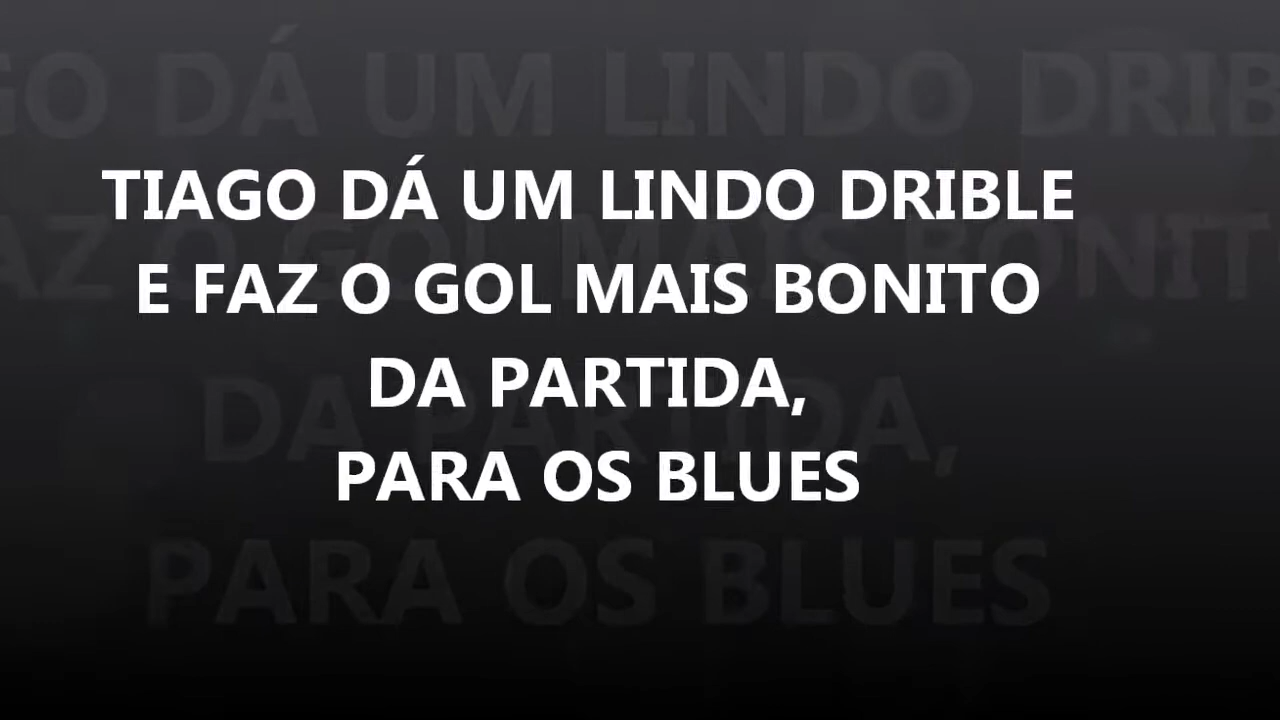 TIAGO DÁ UM LINDO DRIBLE
E FAZ O GOL MAIS BONITO
DA PARTIDA,
PARA OS BLUES